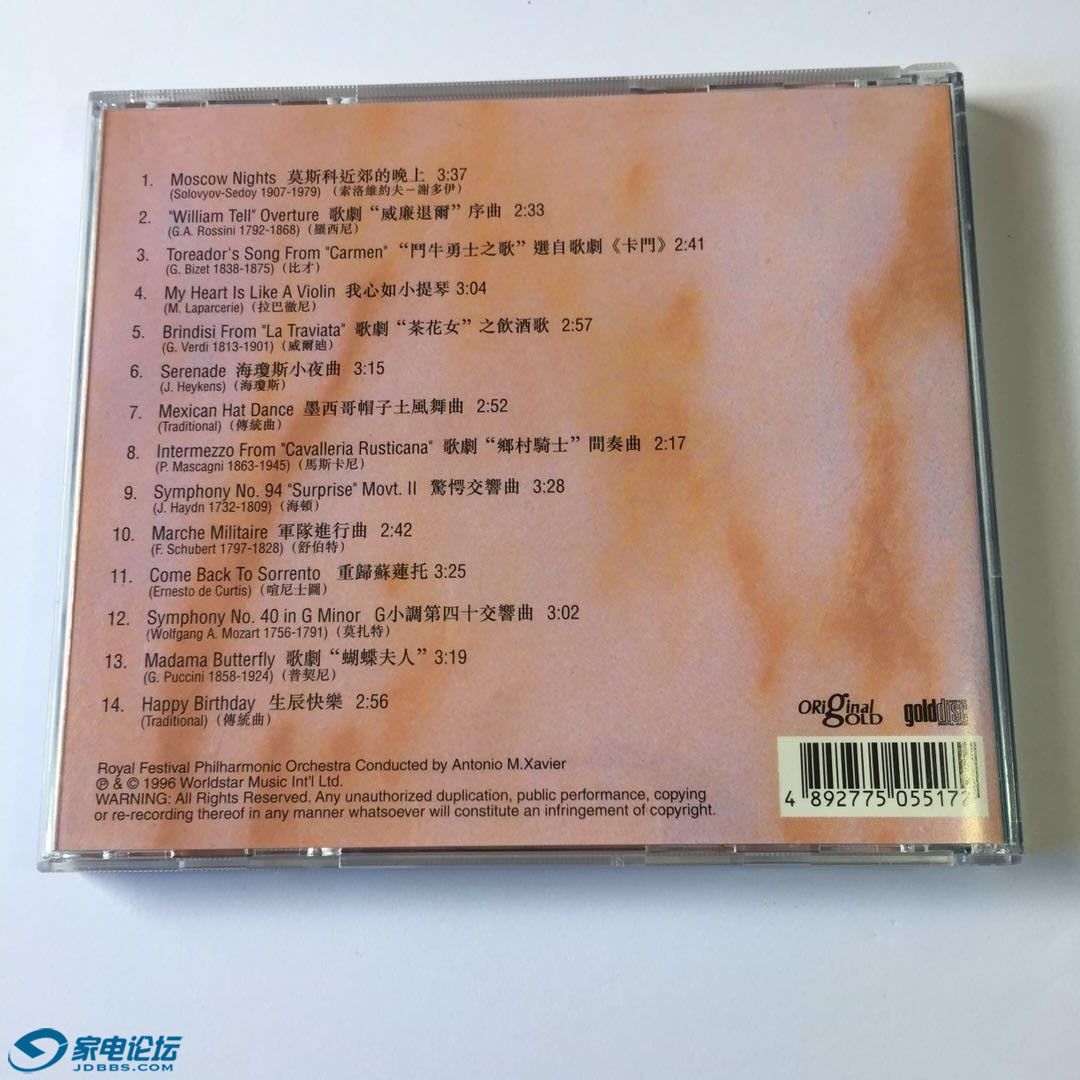 1. Moscow Nights 莫斯科近郊的晚上 3:37
(Solovyov-Sedoy 1907-1979) (索洛維約夫－謝多伊)
2. "William Tell" Overture 歌劇“威廉退爾”序曲 2:33
(G.A. Rossini 1792-1868) (羅西尼)
3. Toreador's Song From "Carmen" “鬥牛勇士之歌”選自歌劇《卡門》2:41
(G. Bizet 1838-1875) (比才)
4. My Heart Is Like A Violin 我心如小提琴 3:04
(M. Laparcerie) (拉巴徹尼)
5. Brindisi From "La Traviata" 歌劇“茶花女”之飲酒歌 2:57
(G. Verdi 1813-1901) (威爾廸)
6. Serenade 海瓊斯小夜曲 3:15
(J. Heykens) (海瓊斯)
7. Mexican Hat Dance 墨西哥帽子土風舞曲 2:52
(Traditional) (傳統曲)
8. Intermezzo From "Cavalleria Rusticana" 歌劇“鄉村騎士”間奏曲 2:17
(P. Mascagni 1863-1945) (馬斯卡尼)
9. Symphony No. 94 "Surprise" Movt. II 驚愕交響曲 3:28
(J. Haydn 1732-1809) (海頓)
10. Marche Militaire 軍隊進行曲 2:42
(F. Schubert 1797-1828) (舒伯特)
11. Come Back To Sorrento 重歸蘇蓮托 3:25
(Ernesto de Curtis) (喧尼士圖)
12. Symphony No. 40 in G Minor G小調第四十交響曲 3:02
(Wolfgang A. Mozart 1756-1791) (莫扎特)
13. Madama Butterfly 歌劇“蝴蝶夫人”3:19
(G. Puccini 1858-1924) (普契尼)
14. Happy Birthday 生辰快樂 2:56
(Traditional) (傳統曲)
ORiginal GOLD golddisc
Royal Festival Philharmonic Orchestra Conducted by Antonio M.Xavier
℗ & © 1996 Worldstar Music Int'l Ltd.
WARNING: All Rights Reserved. Any unauthorized duplication, public performance, copying
or re-recording thereof in any manner whatsoever will constitute an infringement of copyright.
4 892775 055172
家电论坛
JDBBS.COM